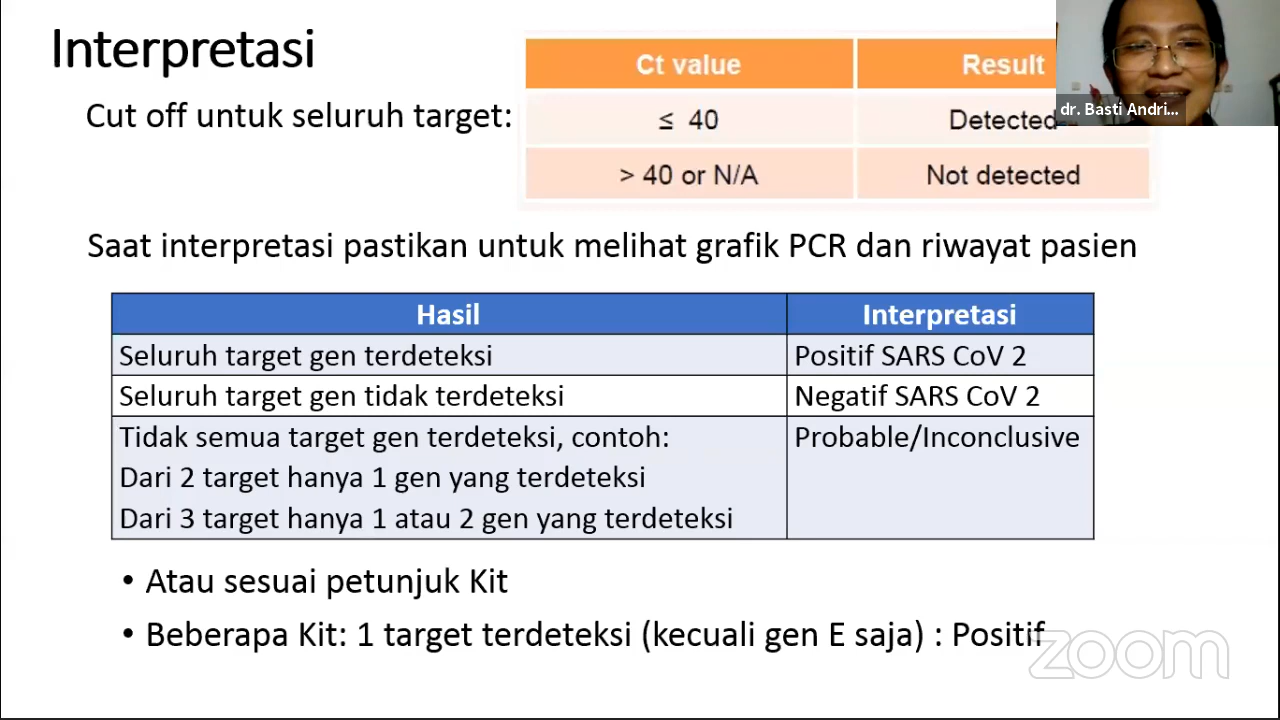 Interpretasi
Cut off untuk seluruh target:
Ct value Result
≤ 40 Detected
> 40 or N/A Not detected
dr. Basti Andri...
Saat interpretasi pastikan untuk melihat grafik PCR dan riwayat pasien
Hasil Interpretasi
Seluruh target gen terdeteksi Positif SARS CoV 2
Seluruh target gen tidak terdeteksi Negatif SARS CoV 2
Tidak semua target gen terdeteksi, contoh: Probable/Inconclusive
Dari 2 target hanya 1 gen yang terdeteksi
Dari 3 target hanya 1 atau 2 gen yang terdeteksi
• Atau sesuai petunjuk Kit
• Beberapa Kit: 1 target terdeteksi (kecuali gen E saja) : Positif
zoom